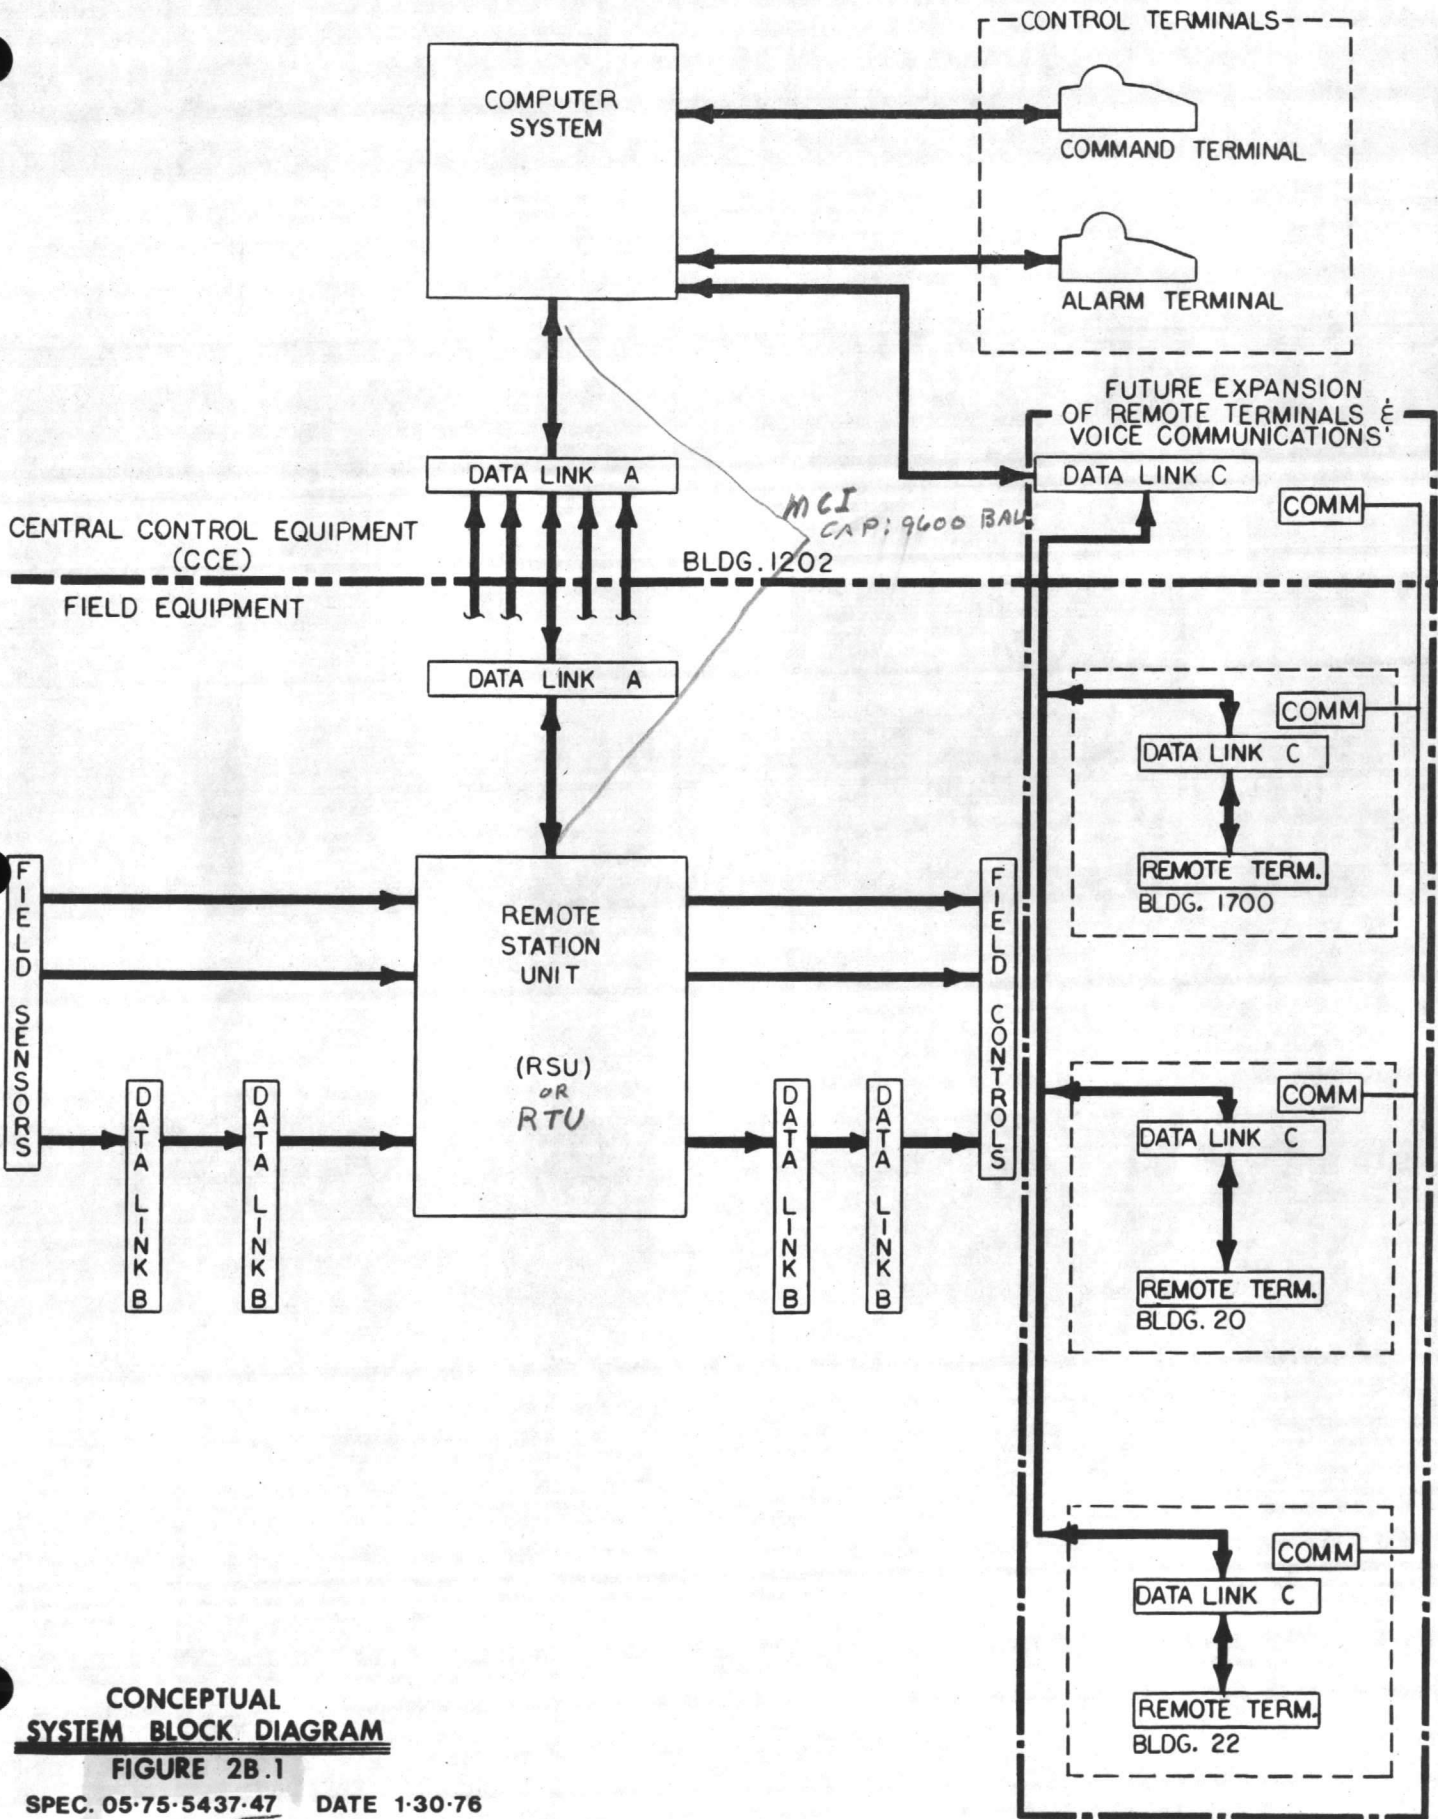 CONTROL TERMINALS
COMPUTER
SYSTEM
COMMAND TERMINAL
ALARM TERMINAL
FUTURE EXPANSION
OF REMOTE TERMINALS &
VOICE COMMUNICATIONS
DATA LINK A
DATA LINK C
COMM
MCI
CAP: 9600 BAU
CENTRAL CONTROL EQUIPMENT
(CCE)
BLDG. 1202
FIELD EQUIPMENT
DATA LINK A
COMM
DATA LINK C
REMOTE TERM.
BLDG. 1700
FIELD SENSORS
REMOTE
STATION
UNIT
(RSU)
OR
RTU
FIELD CONTROLS
DATA LINK B
DATA LINK B
DATA LINK B
DATA LINK B
COMM
DATA LINK C
REMOTE TERM.
BLDG. 20
COMM
DATA LINK C
REMOTE TERM.
BLDG. 22
CONCEPTUAL
SYSTEM BLOCK DIAGRAM
FIGURE 2B.1
SPEC. 05-75-5437-47 DATE 1-30-76